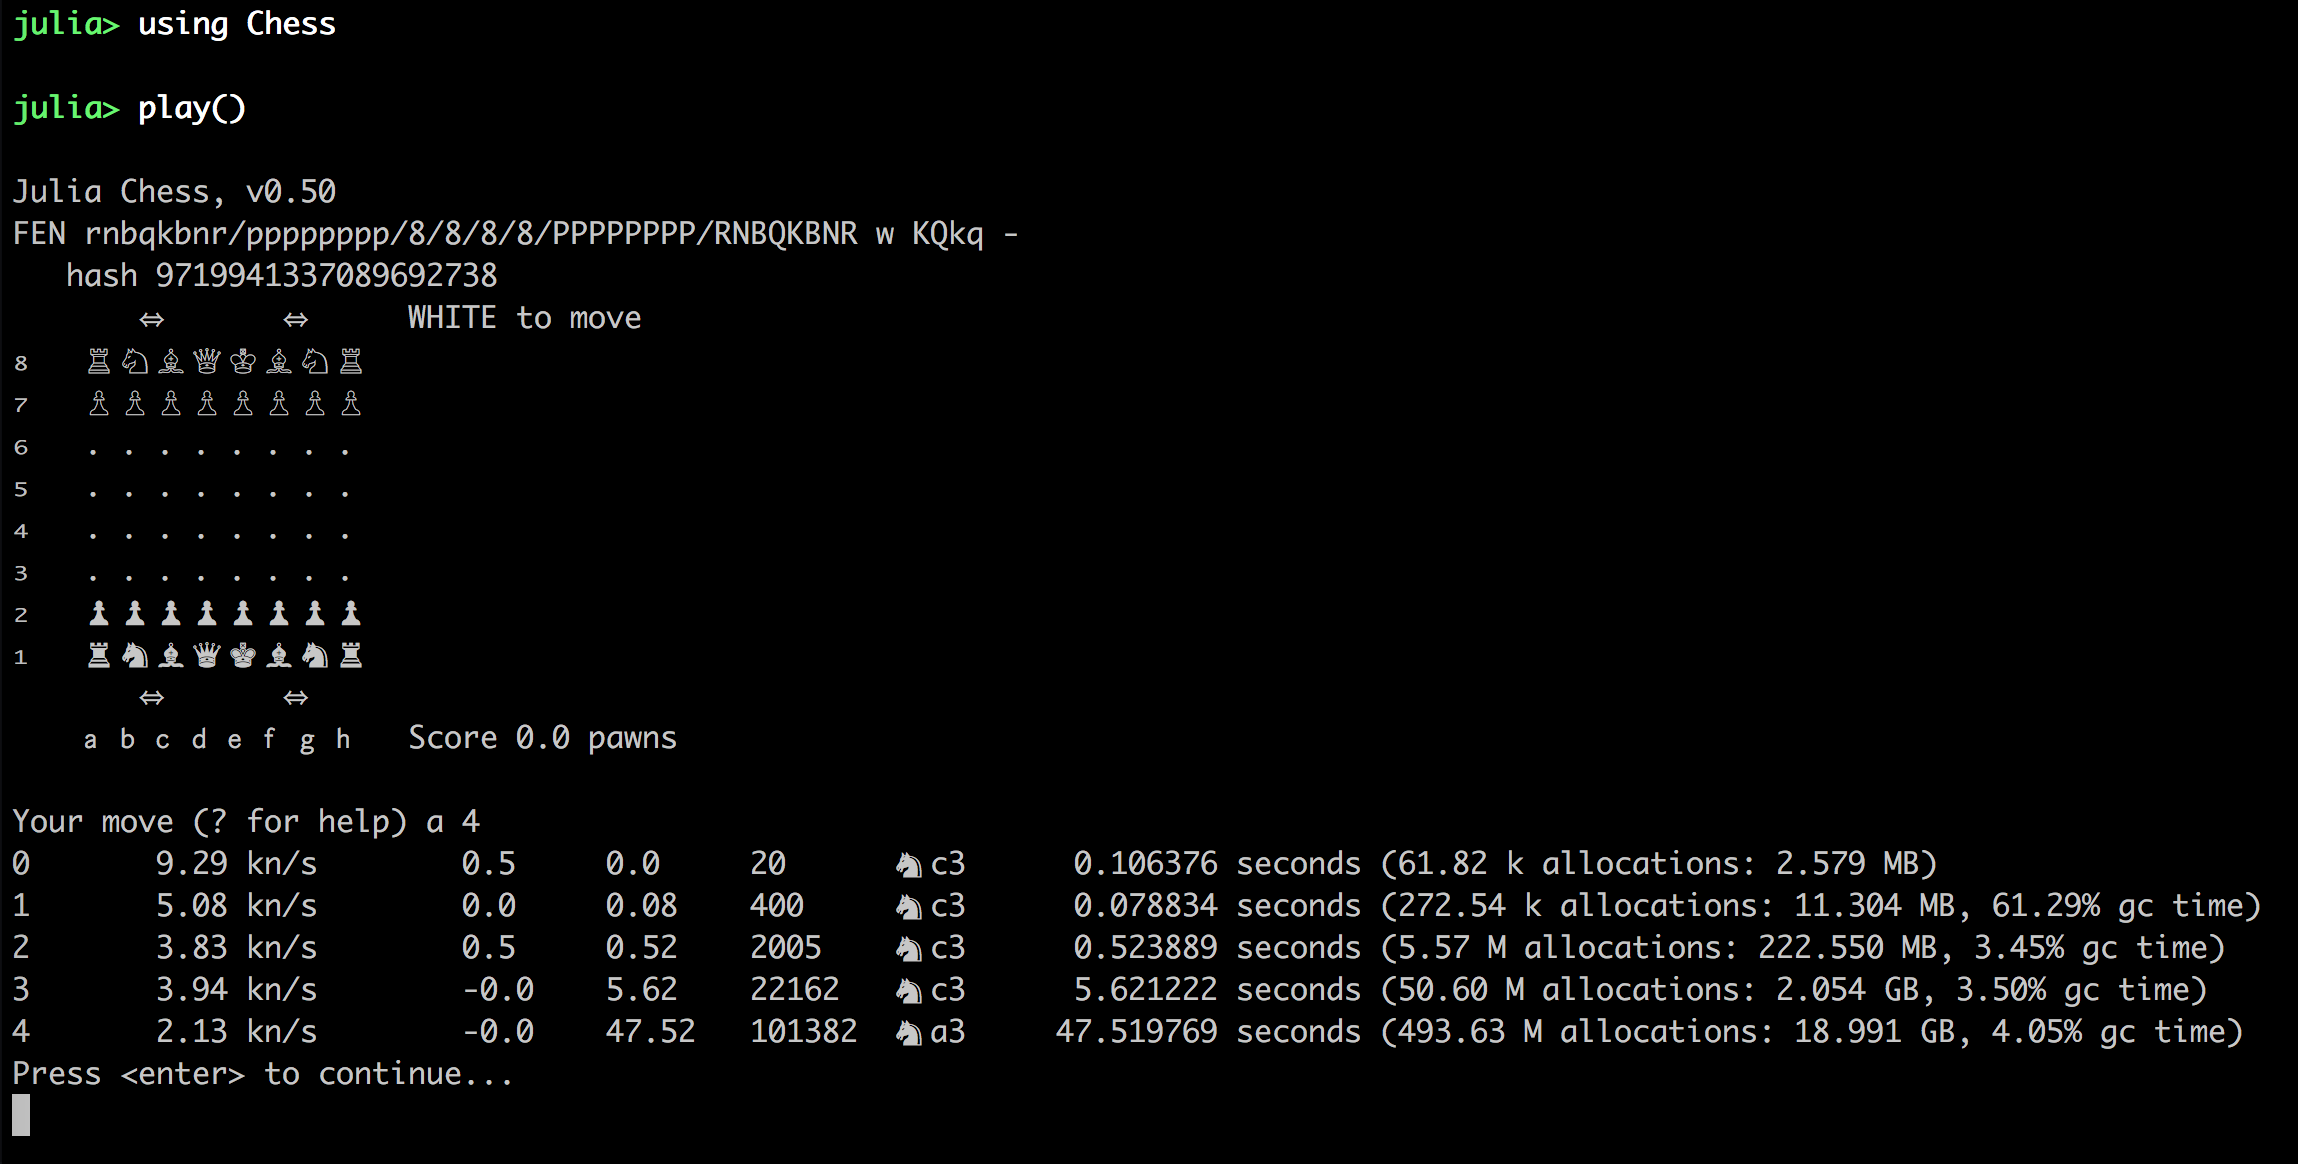 julia> using Chess
julia> play()
Julia Chess, v0.50
FEN rnbqkbnr/pppppppp/8/8/8/8/PPPPPPPP/RNBQKBNR w KQkq -
hash 9719941337089692738
⇔ ⇔ WHITE to move
8 ♖ ♘ ♗ ♕ ♔ ♗ ♘ ♖
7 ♙ ♙ ♙ ♙ ♙ ♙ ♙ ♙
6 . . . . . . . .
5 . . . . . . . .
4 . . . . . . . .
3 . . . . . . . .
2 ♟ ♟ ♟ ♟ ♟ ♟ ♟ ♟
1 ♜ ♞ ♝ ♛ ♚ ♝ ♞ ♜
⇔ ⇔
a b c d e f g h Score 0.0 pawns
Your move (? for help) a 4
0 9.29 kn/s 0.5 0.0 20 ♞c3 0.106376 seconds (61.82 k allocations: 2.579 MB)
1 5.08 kn/s 0.0 0.08 400 ♞c3 0.078834 seconds (272.54 k allocations: 11.304 MB, 61.29% gc time)
2 3.83 kn/s 0.5 0.52 2005 ♞c3 0.523889 seconds (5.57 M allocations: 222.550 MB, 3.45% gc time)
3 3.94 kn/s -0.0 5.62 22162 ♞c3 5.621222 seconds (50.60 M allocations: 2.054 GB, 3.50% gc time)
4 2.13 kn/s -0.0 47.52 101382 ♞a3 47.519769 seconds (493.63 M allocations: 18.991 GB, 4.05% gc time)
Press <enter> to continue...